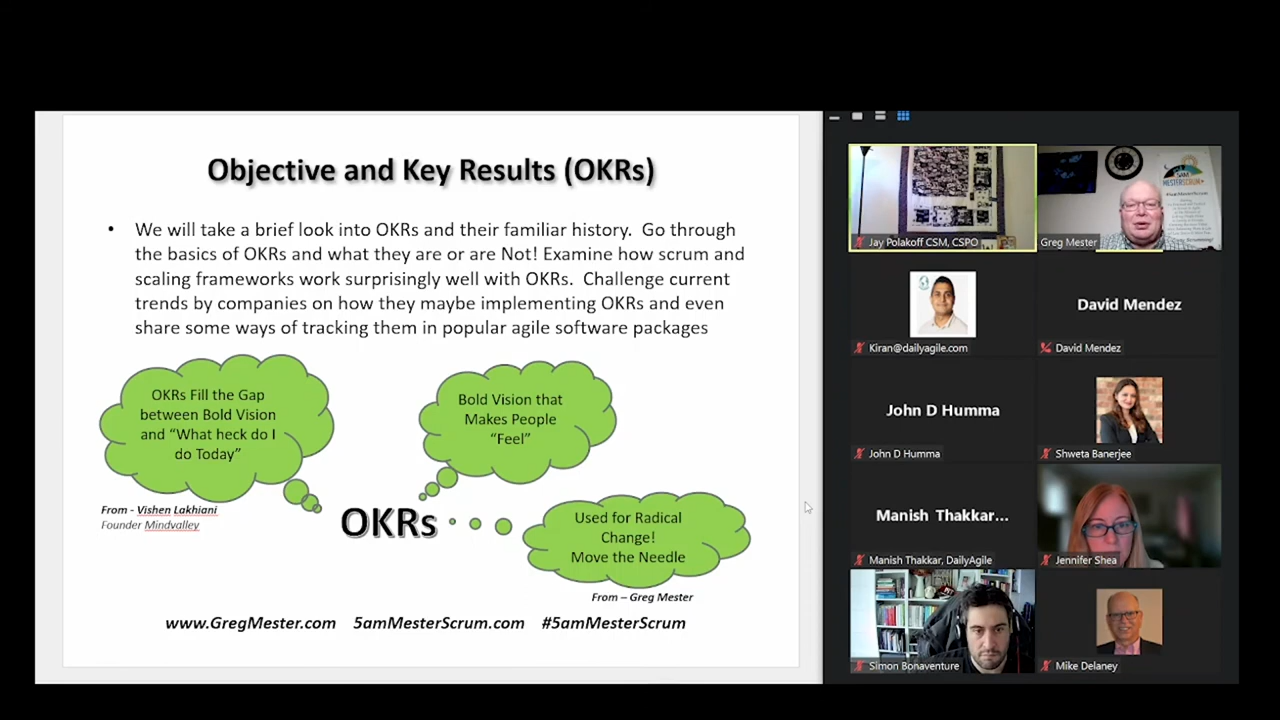 Objective and Key Results (OKRs)
• We will take a brief look into OKRs and their familiar history. Go through
the basics of OKRs and what they are or are Not! Examine how scrum and
scaling frameworks work surprisingly well with OKRs. Challenge current
trends by companies on how they maybe implementing OKRs and even
share some ways of tracking them in popular agile software packages
OKRs Fill the Gap
between Bold Vision
and “What heck do I
do Today”
Bold Vision that
Makes People
“Feel”
From - Vishen Lakhiani
Founder Mindvalley
OKRs
Used for Radical
Change!
Move the Needle
From – Greg Mester
www.GregMester.com 5amMesterScrum.com #5amMesterScrum
Jay Polakoff CSM, CSPO
5AM
MESTERSCRUM
Greg Mester
Kiran@dailyagile.com
David Mendez
David Mendez
John D Humma
John D Humma
Shweta Banerjee
Manish Thakkar...
Manish Thakkar, DailyAgile
Jennifer Shea
Simon Bonaventure
Mike Delaney